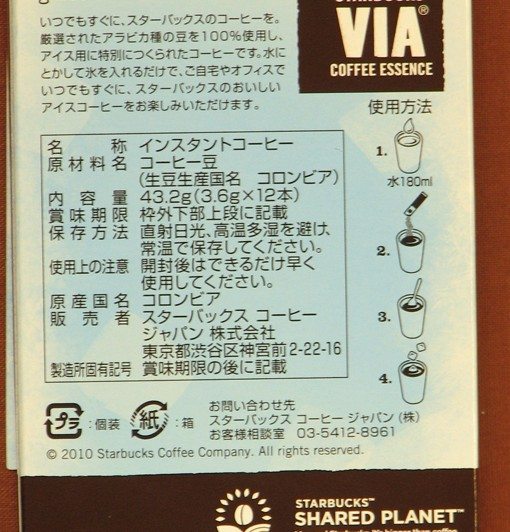 いつでもすぐに、スターバックスのコーヒーを。
厳選されたアラビカ種の豆を100%使用し、
アイス用に特別につくられたコーヒーです。水に
とかして氷を入れるだけで、ご自宅やオフィスで
いつでもすぐに、スターバックスのおいしい
アイスコーヒーをお楽しみいただけます。
VIA®
COFFEE ESSENCE
名称 インスタントコーヒー
原材料名 コーヒー豆
(生豆生産国名 コロンビア)
内容量 43.2g(3.6g×12本)
賞味期限 枠外下部上段に記載
保存方法 直射日光、高温多湿を避け、
常温で保存してください。
使用上の注意 開封後はできるだけ早く
使用してください。
原産国名 コロンビア
販売者 スターバックス コーヒー
ジャパン 株式会社
東京都渋谷区神宮前2-22-16
製造所固有記号 賞味期限の後に記載
使用方法
1.
水180ml
2.
3.
4.
プラ :個装 紙 :箱
お問い合わせ先
スターバックス コーヒー ジャパン(株)
お客様相談室 03-5412-8961
© 2010 Starbucks Coffee Company. All rights reserved.
STARBUCKS™
SHARED PLANET™